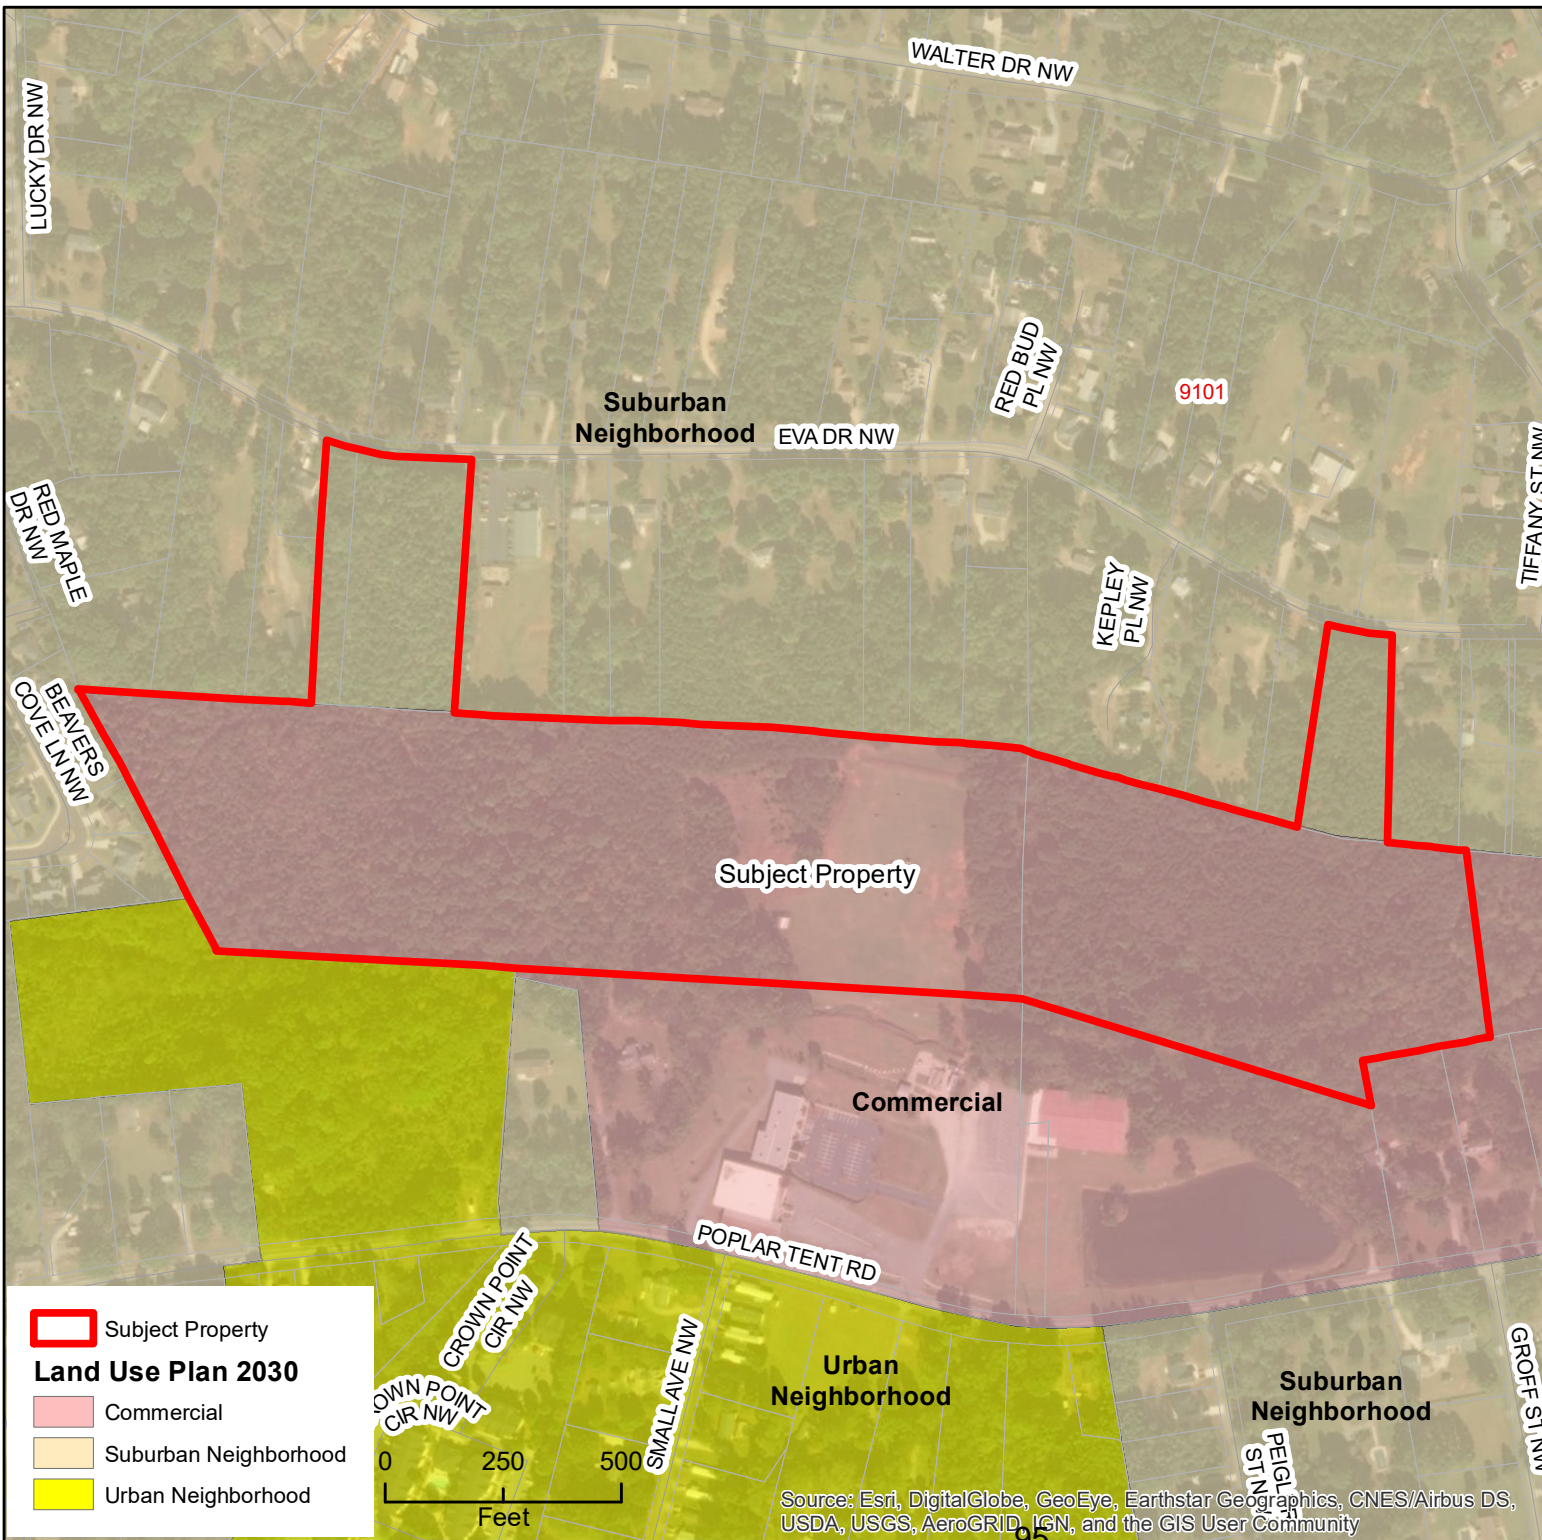 WALTER DR NW
LUCKY DR NW
RED BUD
PL NW
9101
Suburban
Neighborhood
EVA DR NW
TIFFANY ST NW
RED MAPLE
DR NW
KEPLEY
PL NW
BEAVERS
COVE LN NW
Subject Property
Commercial
POPLAR TENT RD
CROWN POINT
CIR NW
SMALL AVE NW
Urban
Neighborhood
Suburban
Neighborhood
GROFF ST NW
OWN POINT
CIR NW
Subject Property
Land Use Plan 2030
Commercial
Suburban Neighborhood
Urban Neighborhood
0 250 500
Feet
Source: Esri, DigitalGlobe, GeoEye, Earthstar Geographics, CNES/Airbus DS,
USDA, USGS, AeroGRID, IGN, and the GIS User Community
95